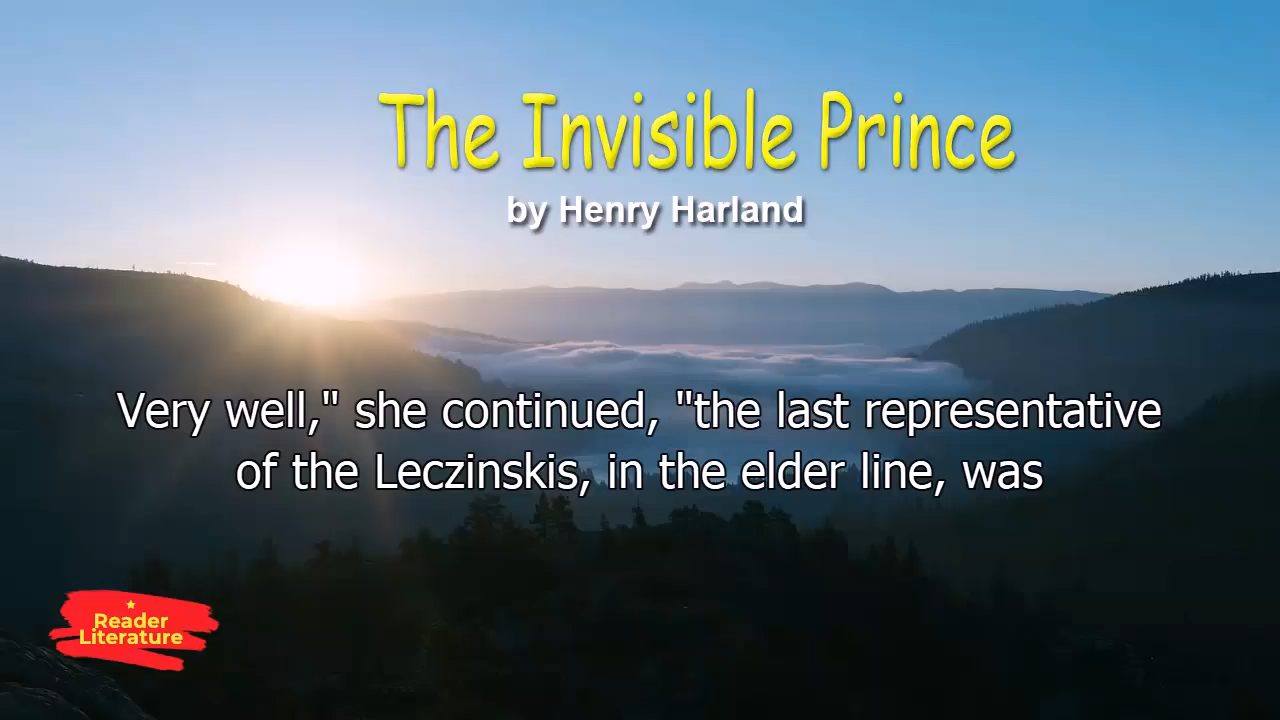 The Invisible Prince
by Henry Harland
Very well," she continued, "the last representative
of the Leczinskis, in the elder line, was
Reader
Literature